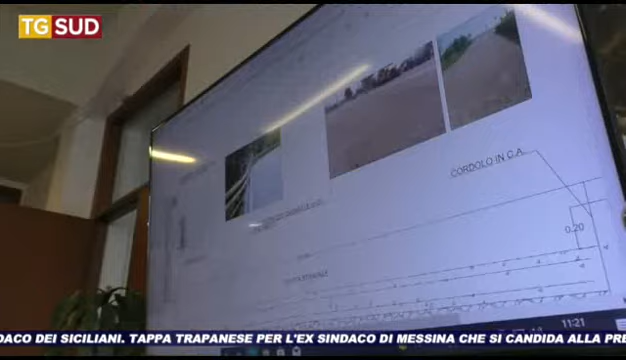 TG SUD
CORDOLO IN C.A.
0,20
11:21
DACO DEI SICILIANI. TAPPA TRAPANESE PER L'EX SINDACO DI MESSINA CHE SI CANDIDA ALLA PRE